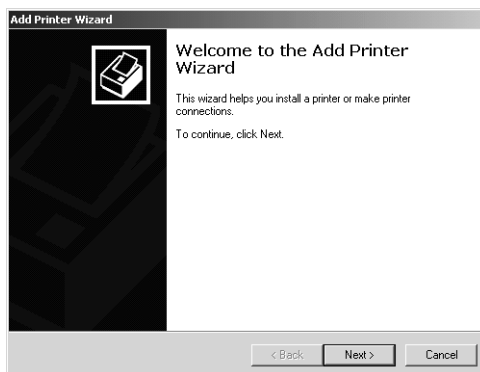 Add Printer Wizard
Welcome to the Add Printer
Wizard
This wizard helps you install a printer or make printer
connections.
To continue, click Next.
< Back
Next >
Cancel